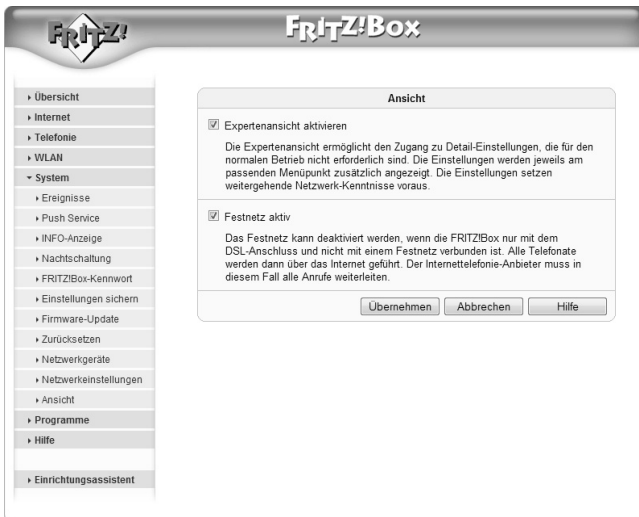 FRITZ!
FRITZ!Box
Übersicht
Internet
Telefonie
WLAN
System
Ereignisse
Push Service
INFO-Anzeige
Nachtschaltung
FRITZ!Box-Kennwort
Einstellungen sichern
Firmware-Update
Zurücksetzen
Netzwerkgeräte
Netzwerkeinstellungen
Ansicht
Programme
Hilfe
Einrichtungsassistent
Ansicht
Expertenansicht aktivieren
Die Expertenansicht ermöglicht den Zugang zu Detail-Einstellungen, die für den
normalen Betrieb nicht erforderlich sind. Die Einstellungen werden jeweils am
passenden Menüpunkt zusätzlich angezeigt. Die Einstellungen setzen
weitergehende Netzwerk-Kenntnisse voraus.
Festnetz aktiv
Das Festnetz kann deaktiviert werden, wenn die FRITZ!Box nur mit dem
DSL-Anschluss und nicht mit einem Festnetz verbunden ist. Alle Telefonate
werden dann über das Internet geführt. Der Internettelefonie-Anbieter muss in
diesem Fall alle Anrufe weiterleiten.
Übernehmen Abbrechen Hilfe